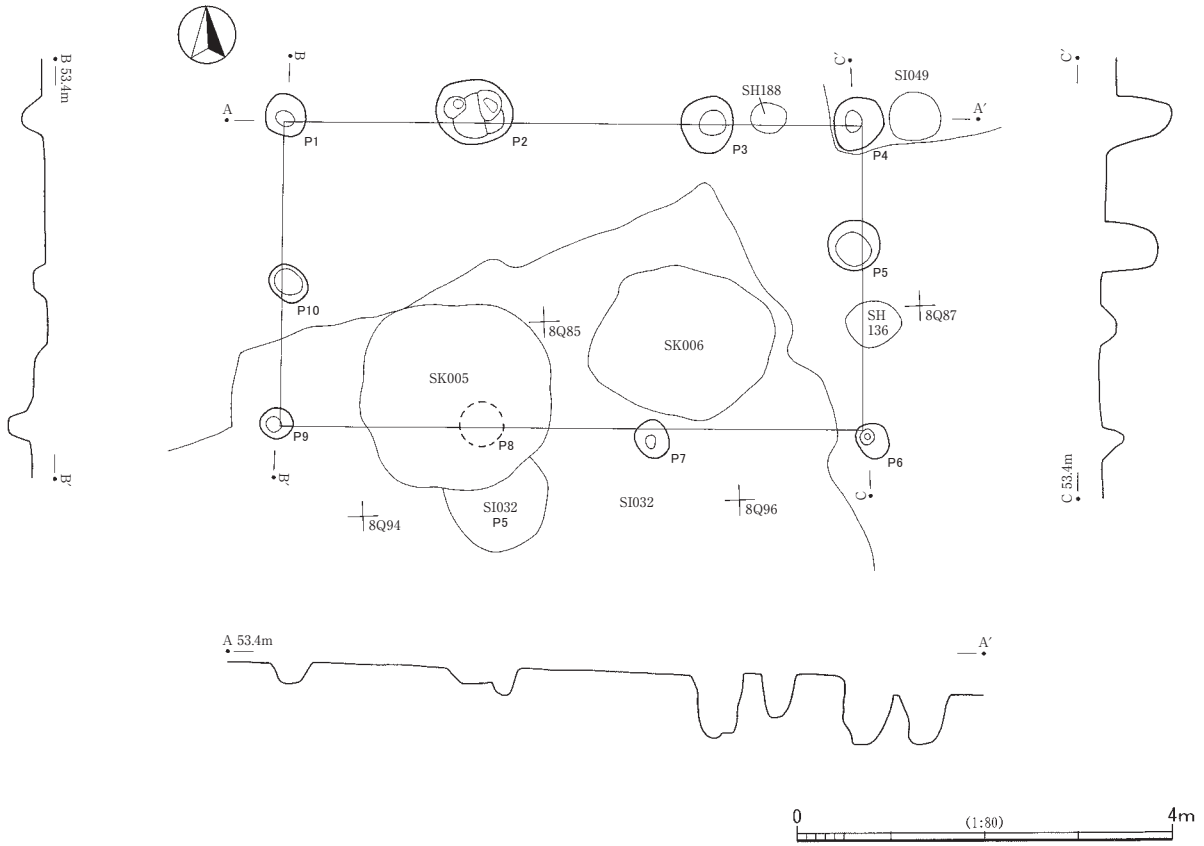 B 53.4m
B
C'
C'
SI049
SH188
A
A'
P1
P2
P3
P4
P5
P10
8Q87
8Q85
SH
136
SK006
SK005
P9
P8
P7
P6
B'
B'
SI032
P5
SI032
8Q94
8Q96
C
C 53.4m
A 53.4m
A'
0
(1:80)
4m